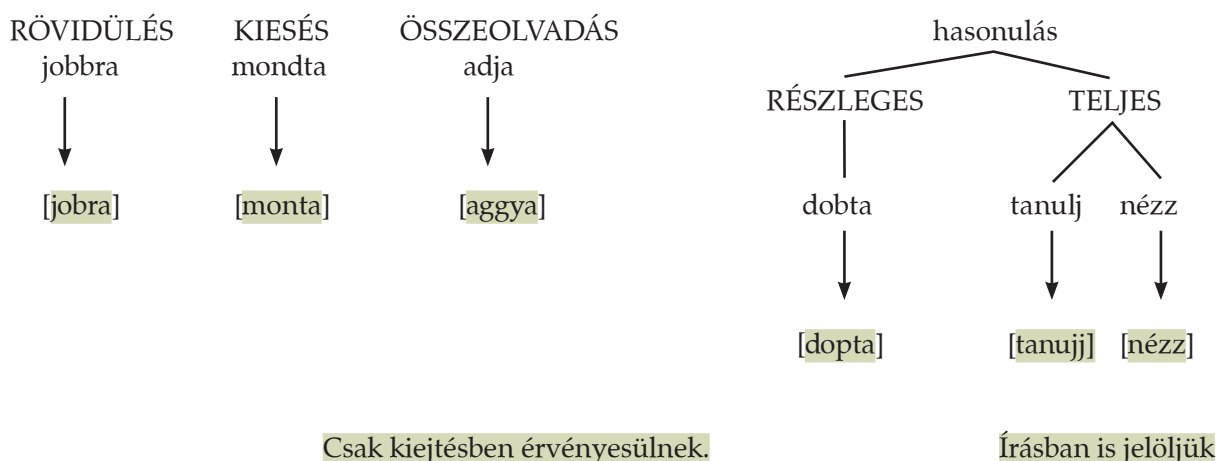 RÖVIDÜLÉS KIESÉS ÖSSZEOLVADÁS hasonulás
jobbra mondta adja
RÉSZLEGES TELJES
[jobra] [monta] [aggya] dobta tanulj nézz
[dopta] [tanujj] [nézz]
Csak kiejtésben érvényesülnek. Írásban is jelöljük